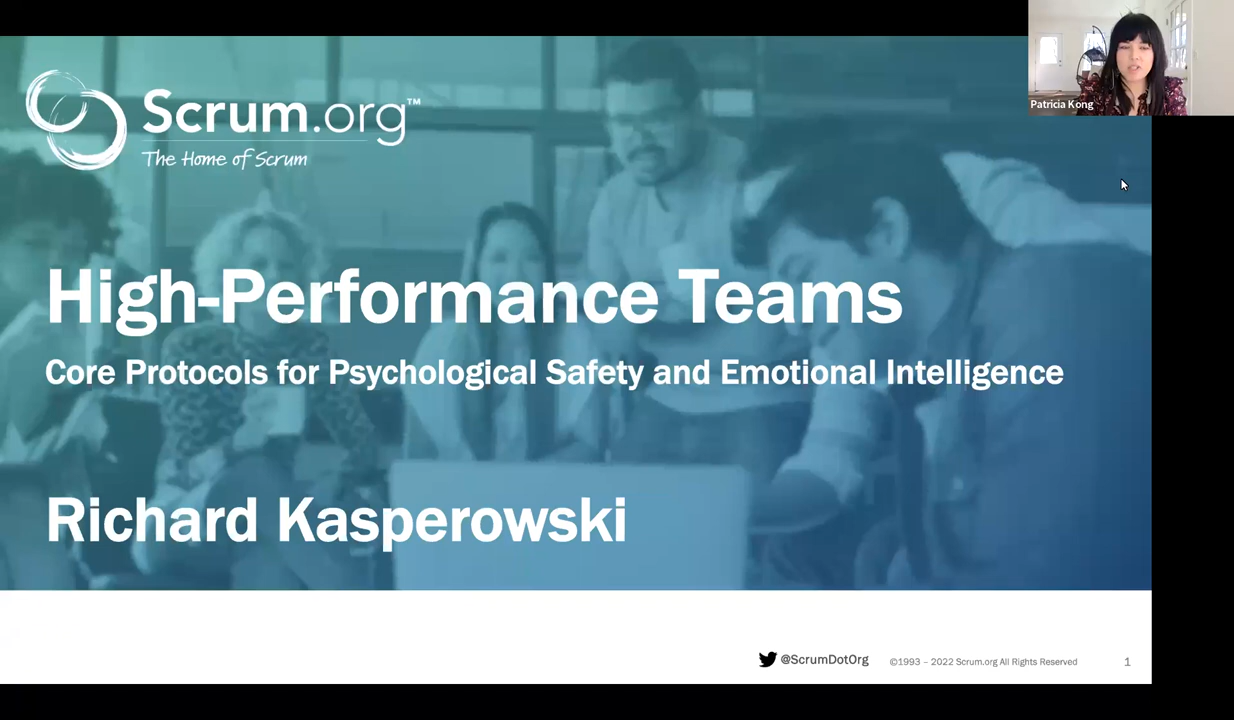 Patricia Kong
Scrum.org™
The Home of Scrum
High-Performance Teams
Core Protocols for Psychological Safety and Emotional Intelligence
Richard Kasperowski
@ScrumDotOrg
©1993 – 2022 Scrum.org All Rights Reserved
1